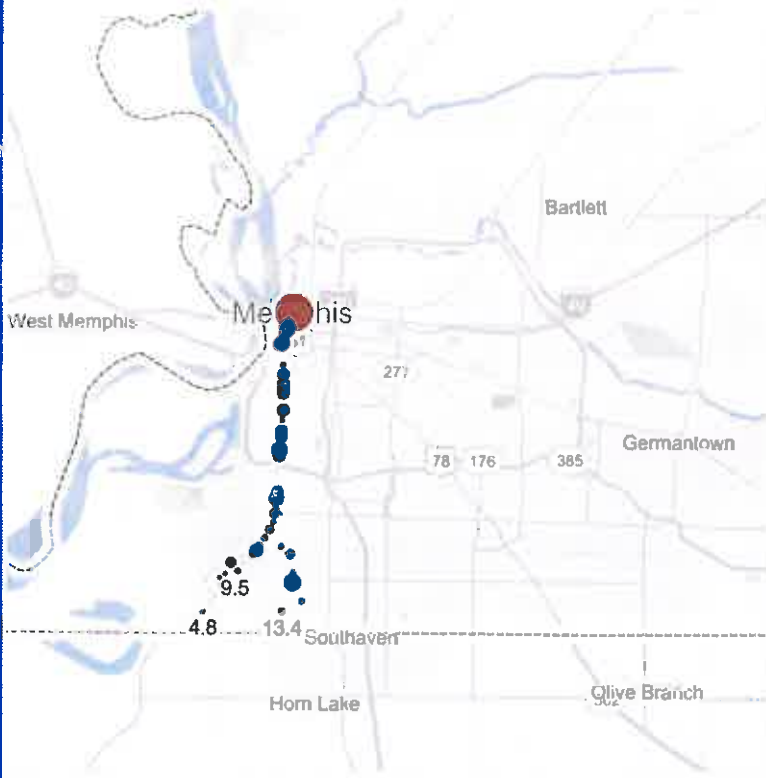 Bartlett
Memphis
West Memphis
277
Germantown
78
176
385
9.5
4.8
13.4
Southaven
Horn Lake
Olive Branch